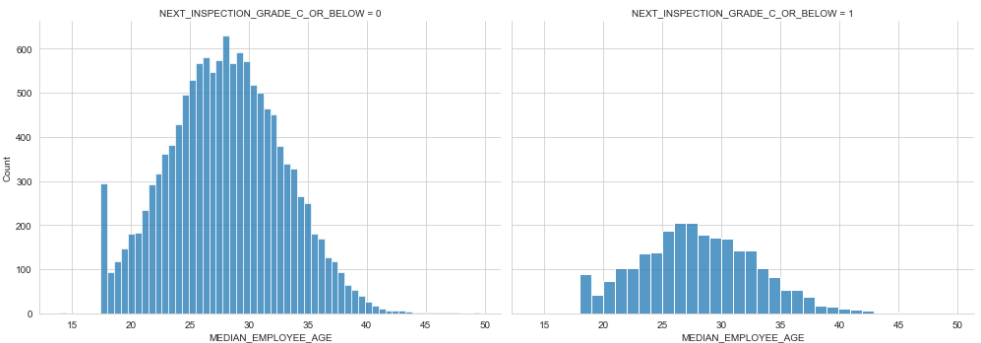 NEXT_INSPECTION_GRADE_C_OR_BELOW = 0
NEXT_INSPECTION_GRADE_C_OR_BELOW = 1
600
500
400
300
200
100
0
Count
15 20 25 30 35 40 45 50
15 20 25 30 35 40 45 50
MEDIAN_EMPLOYEE_AGE
MEDIAN_EMPLOYEE_AGE